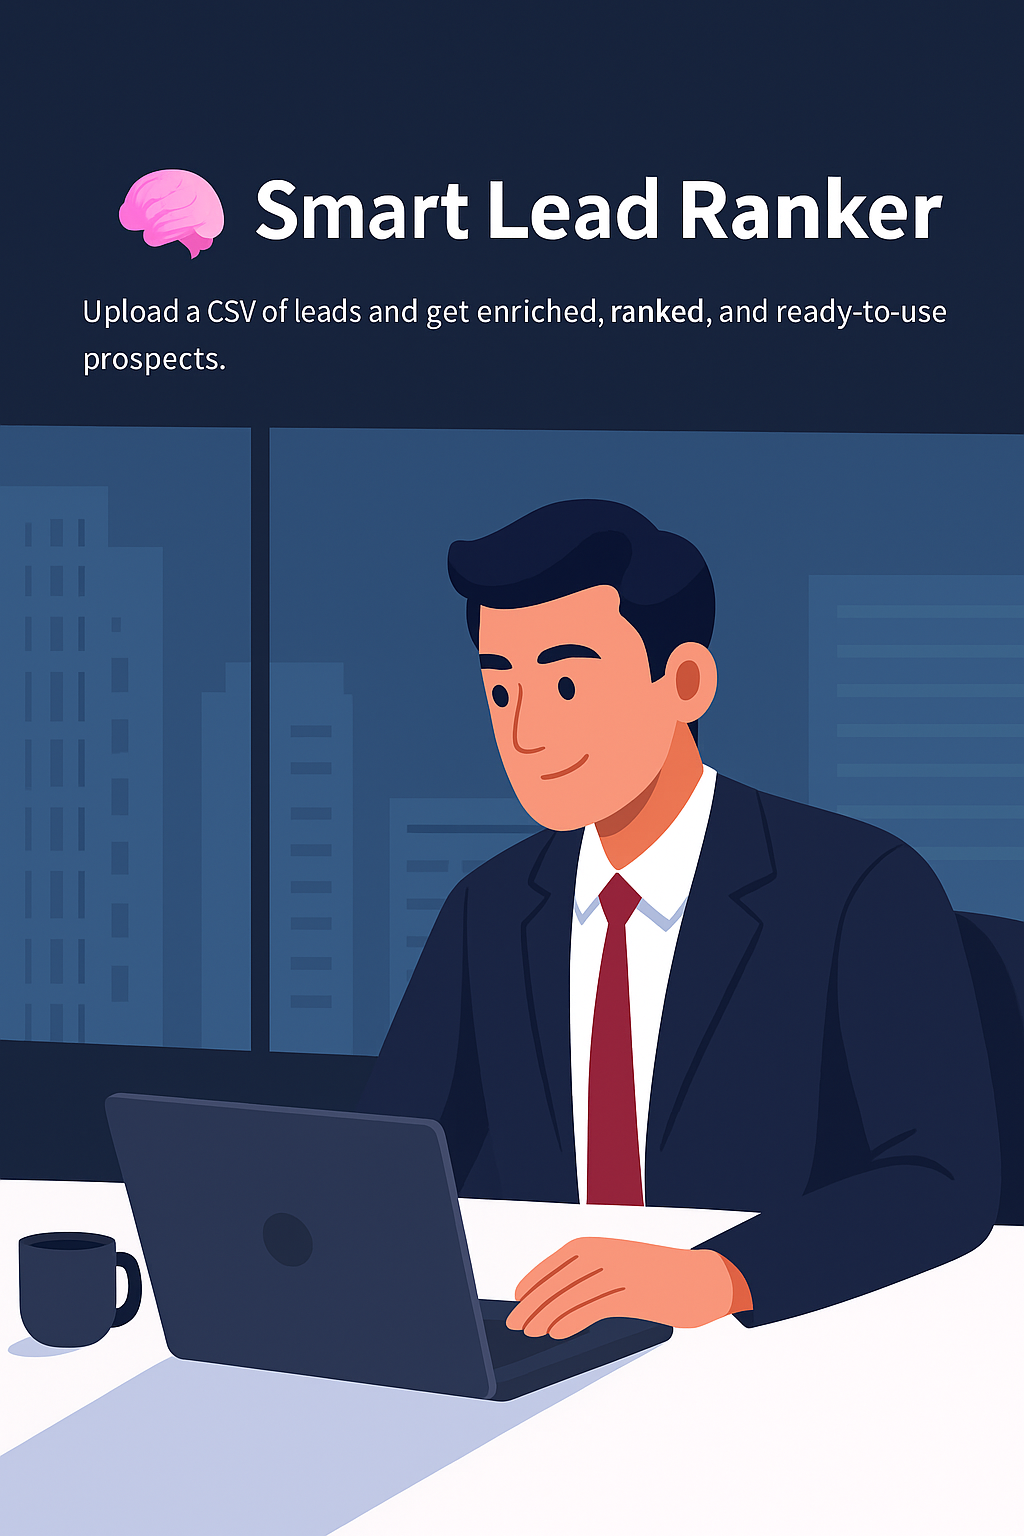 Smart Lead Ranker
Upload a CSV of leads and get enriched, ranked, and ready-to-use
prospects.